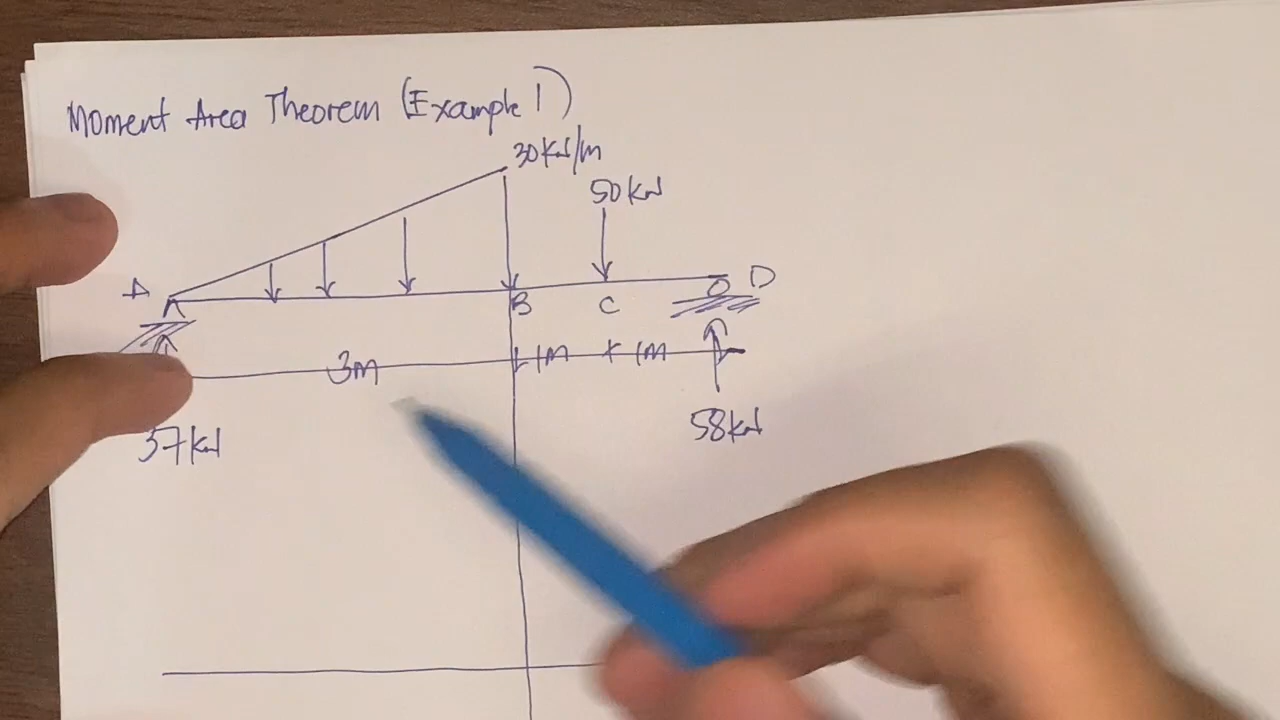 Moment Area Theorem (Example 1)
30kN/m
50kN
A
B
C
D
3m
1m
1m
37kN
58kN